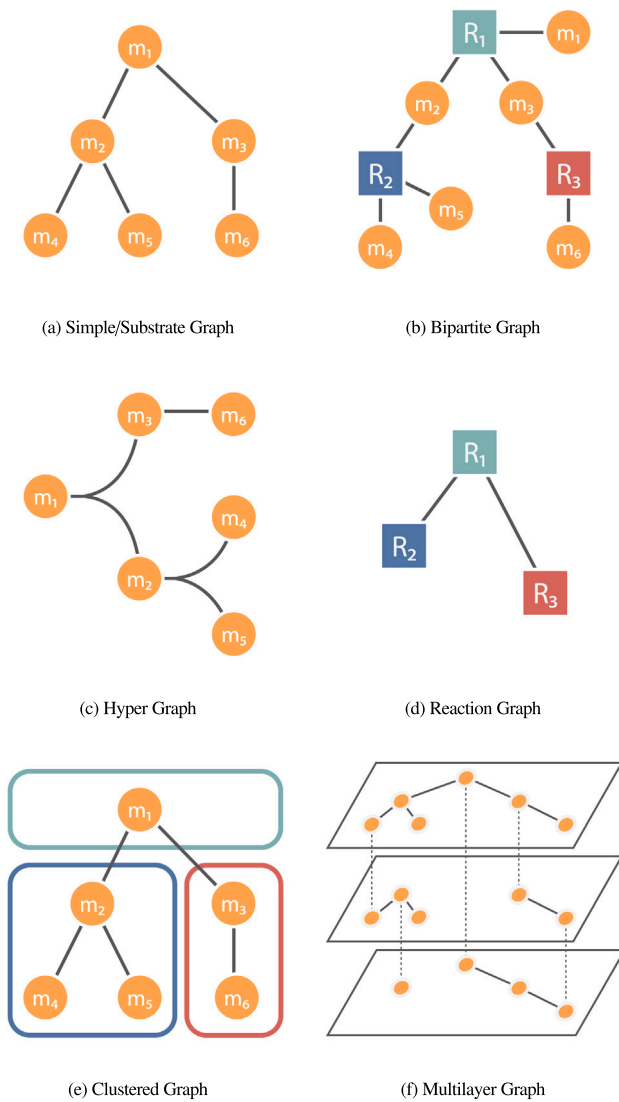 m₁
m₂
m₃
m₄ m₅ m₆
(a) Simple/Substrate Graph
R₁ m₁
m₂ m₃
R₂ R₃
m₅
m₄ m₆
(b) Bipartite Graph
m₃ m₆
m₁
m₄
m₂
m₅
(c) Hyper Graph
R₁
R₂
R₃
(d) Reaction Graph
m₁
m₂ m₃
m₄ m₅ m₆
(e) Clustered Graph
(f) Multilayer Graph